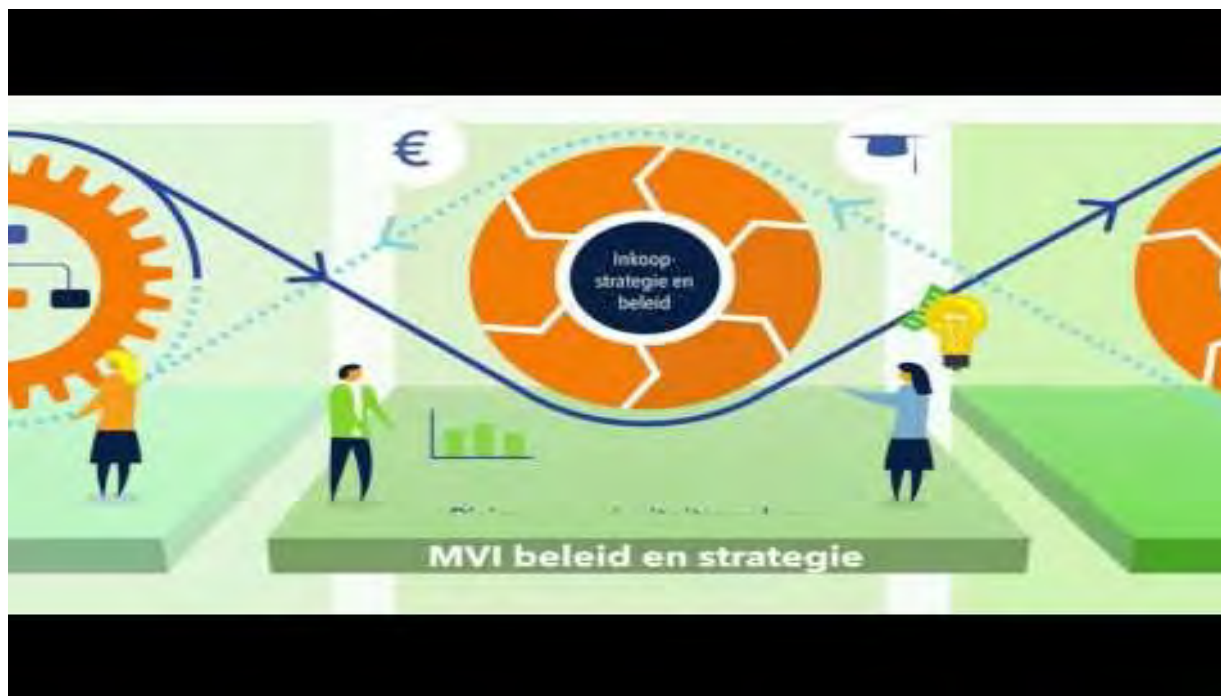 €
Inkoop-
strategie en
beleid
MVI beleid en strategie